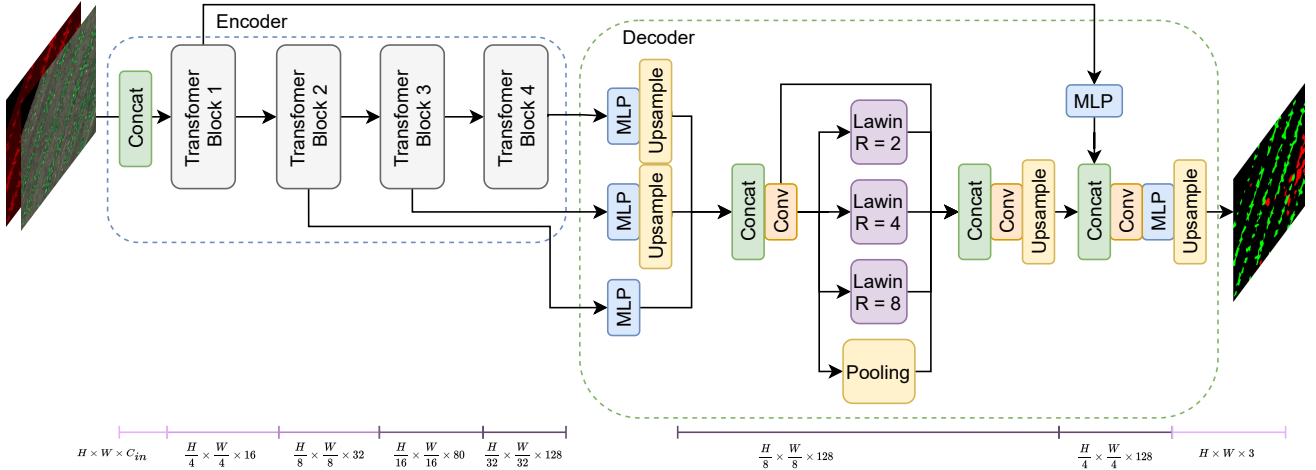 Encoder
Decoder
Concat
Transfomer
Block 1
Transfomer
Block 2
Transfomer
Block 3
Transfomer
Block 4
MLP
Upsample
MLP
Upsample
MLP
Concat
Conv
Lawin
R = 2
Lawin
R = 4
Lawin
R = 8
Pooling
Concat
Conv
Upsample
MLP
Concat
Conv
MLP
Upsample
H × W × C_in
H/4 × W/4 × 16
H/8 × W/8 × 32
H/16 × W/16 × 80
H/32 × W/32 × 128
H/8 × W/8 × 128
H/4 × W/4 × 128
H × W × 3